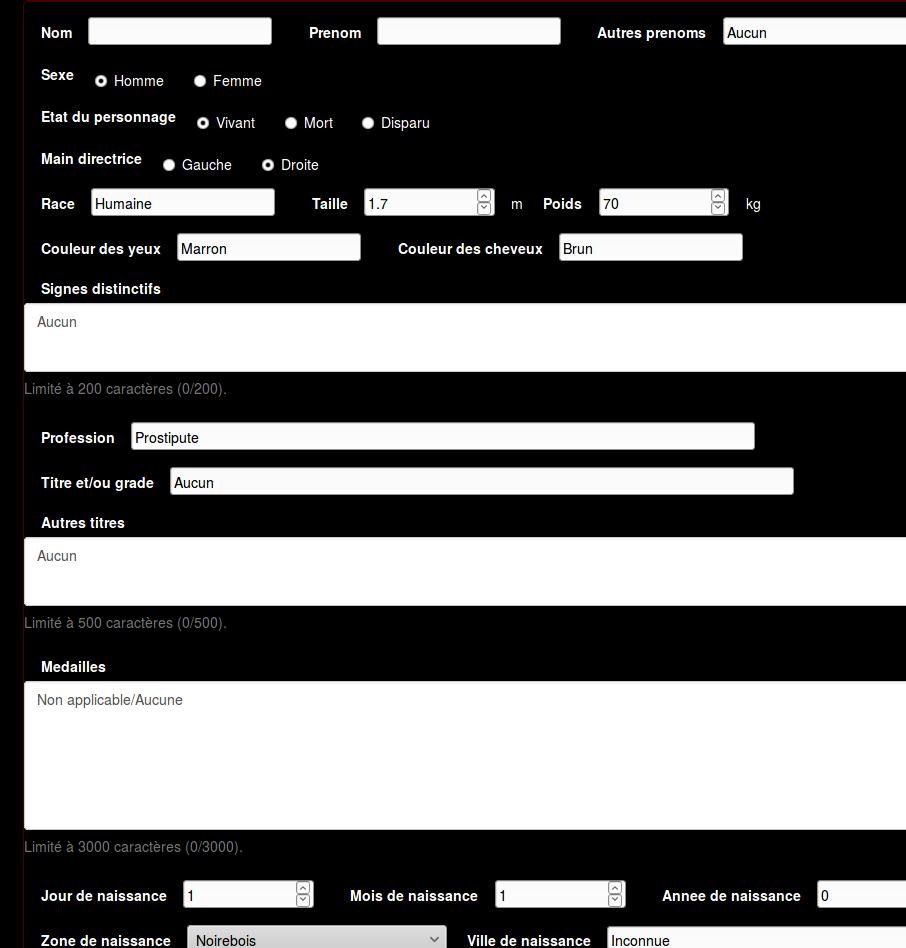 Nom Prenom Autres prenoms Aucun
Sexe Homme Femme
Etat du personnage Vivant Mort Disparu
Main directrice Gauche Droite
Race Humaine Taille 1.7 m Poids 70 kg
Couleur des yeux Marron Couleur des cheveux Brun
Signes distinctifs
Aucun
Limité à 200 caractères (0/200).
Profession Prostipute
Titre et/ou grade Aucun
Autres titres
Aucun
Limité à 500 caractères (0/500).
Medailles
Non applicable/Aucune
Limité à 3000 caractères (0/3000).
Jour de naissance 1 Mois de naissance 1 Annee de naissance 0
Zone de naissance Noirebois Ville de naissance Inconnue